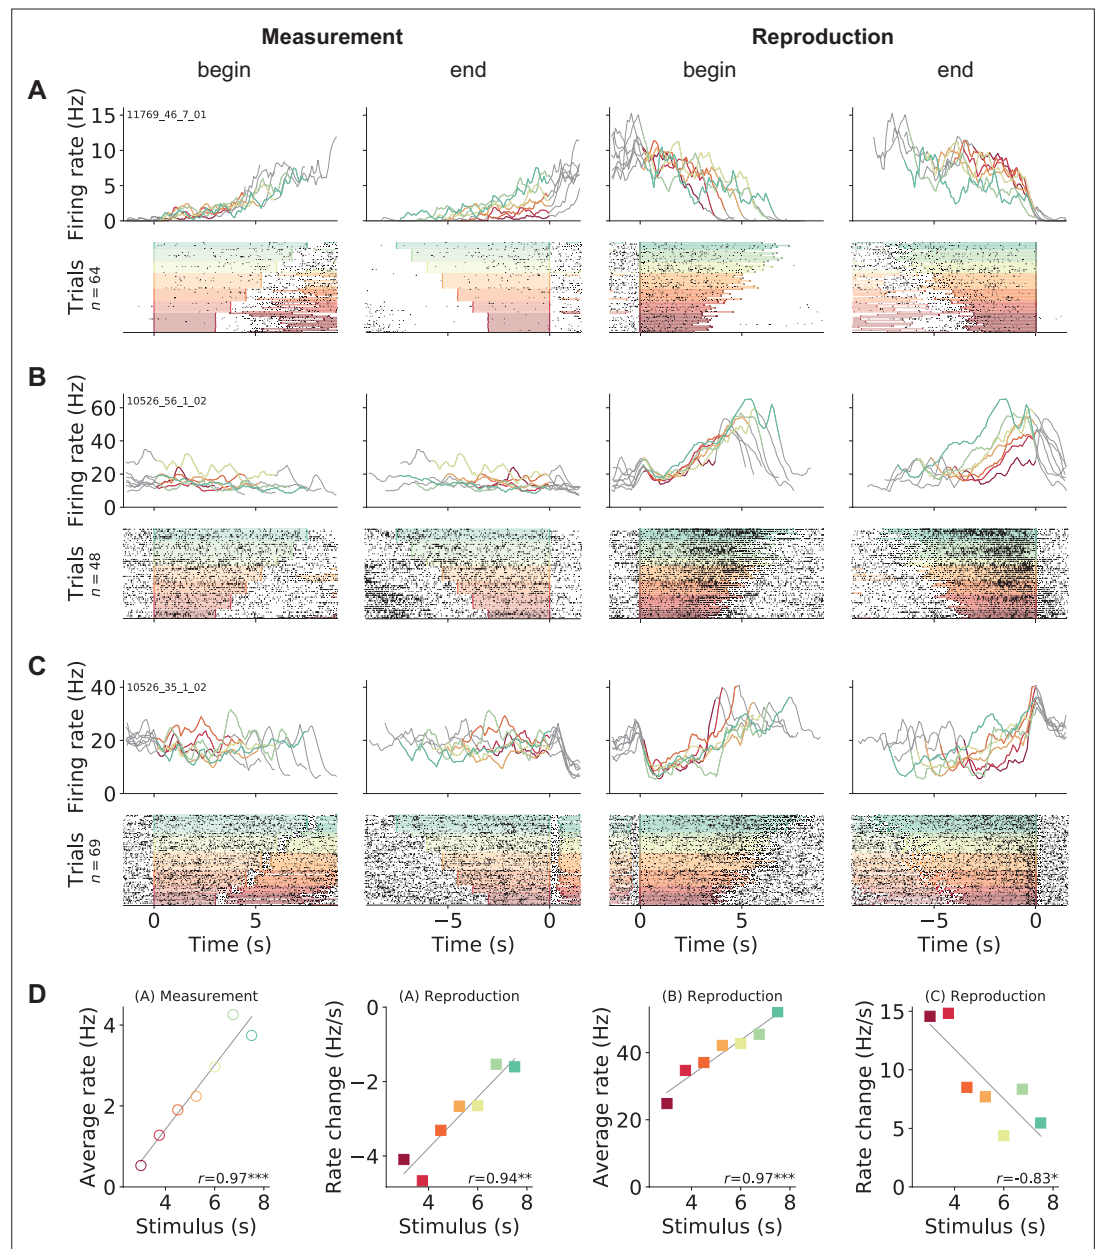 Measurement Reproduction
begin end begin end
A
Firing rate (Hz)
15
10
5
0
11769_46_7_01
Trials
n = 64
B
Firing rate (Hz)
60
40
20
0
10526_56_1_02
Trials
n = 48
C
Firing rate (Hz)
40
20
0
10526_35_1_02
Trials
n = 69
0 5 −5 0 0 5 −5 0
Time (s) Time (s) Time (s) Time (s)
D
(A) Measurement
Average rate (Hz)
4
2
0
r=0.97***
4 6 8
Stimulus (s)
(A) Reproduction
Rate change (Hz/s)
0
−2
−4
r=0.94**
4 6 8
Stimulus (s)
(B) Reproduction
Average rate (Hz)
40
20
0
r=0.97***
4 6 8
Stimulus (s)
(C) Reproduction
Rate change (Hz/s)
15
10
5
0
r=-0.83*
4 6 8
Stimulus (s)